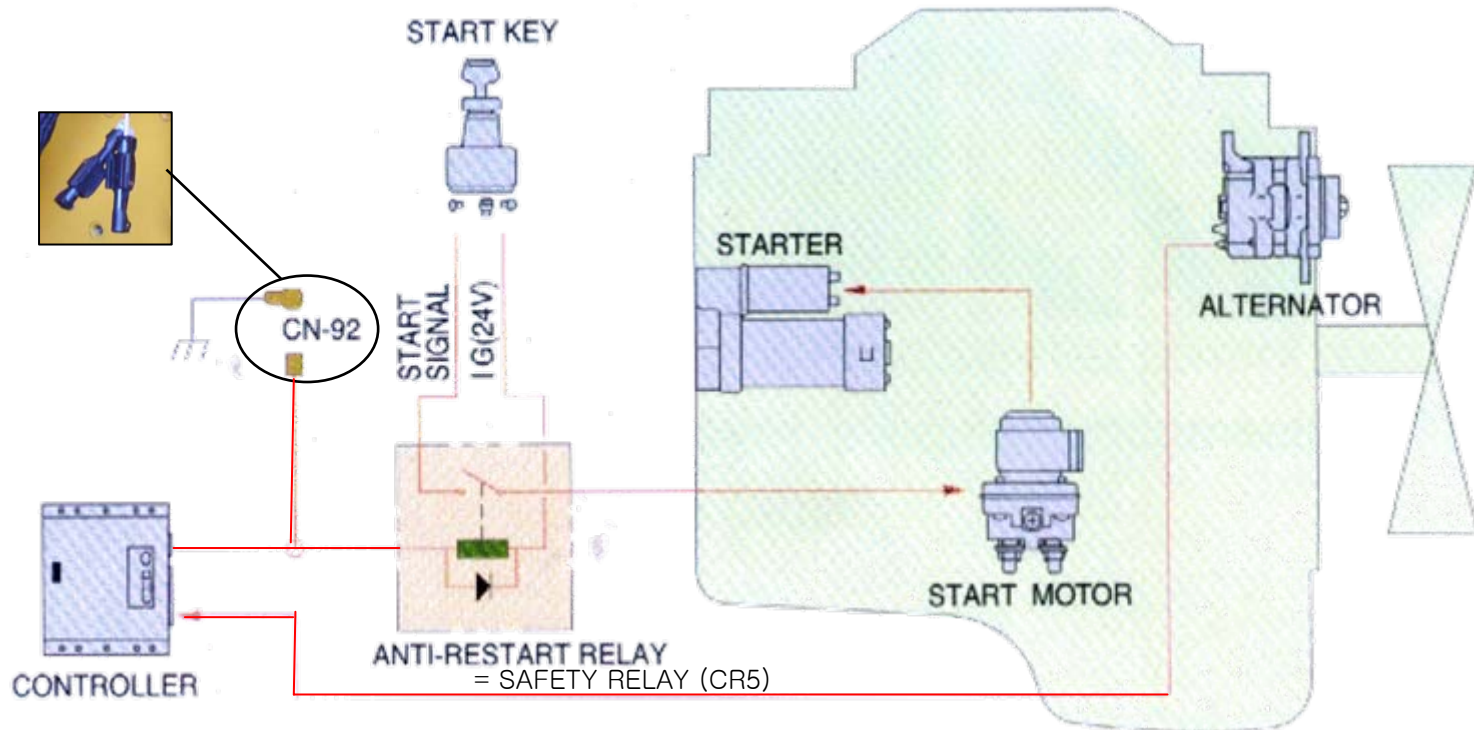 START KEY
STARTER
ALTERNATOR
CN-92
START
SIGNAL
IG(24V)
START MOTOR
ANTI-RESTART RELAY
= SAFETY RELAY (CR5)
CONTROLLER